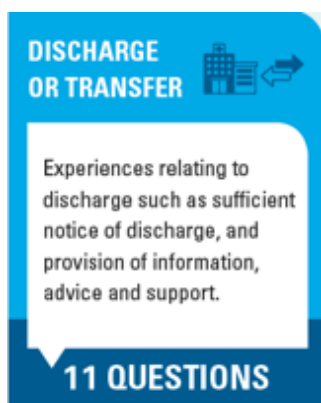 DISCHARGE
OR TRANSFER
Experiences relating to
discharge such as sufficient
notice of discharge, and
provision of information,
advice and support.
11 QUESTIONS